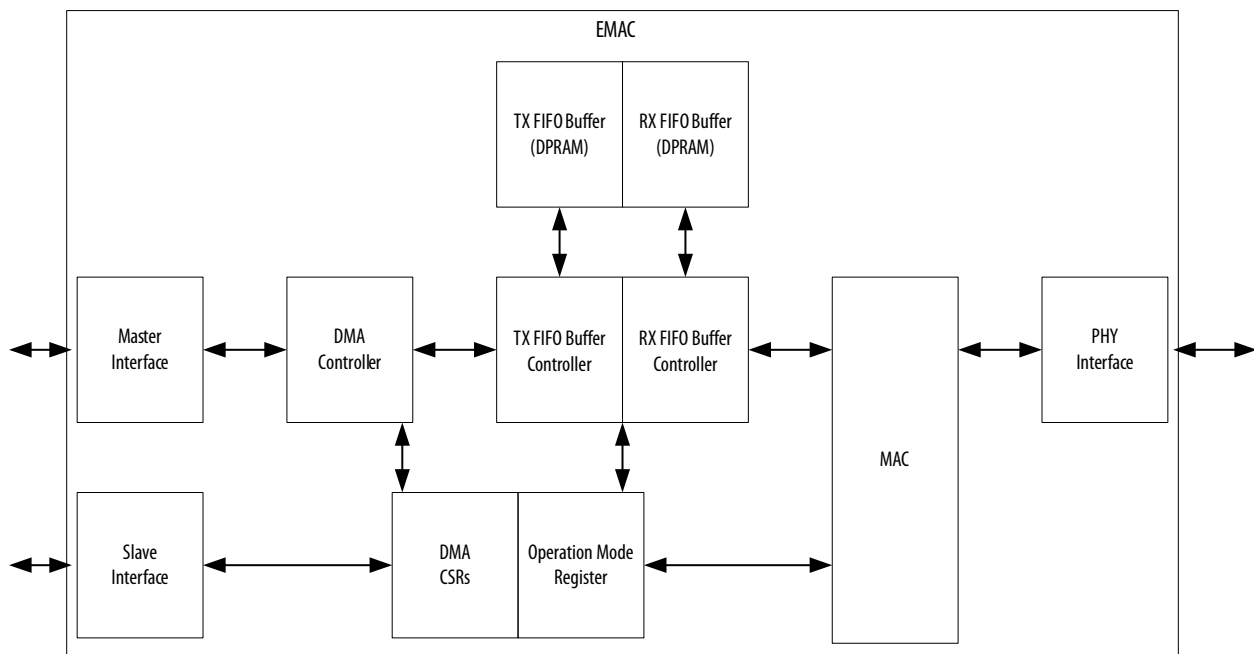 EMAC
TX FIFO Buffer
(DPRAM)
RX FIFO Buffer
(DPRAM)
Master
Interface
DMA
Controller
TX FIFO Buffer
Controller
RX FIFO Buffer
Controller
PHY
Interface
MAC
Slave
Interface
DMA
CSRs
Operation Mode
Register